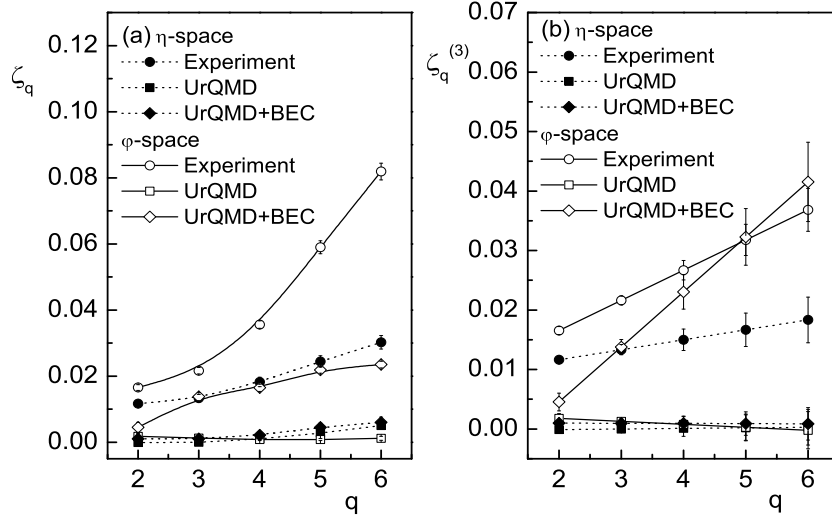 (a) η-space
Experiment
UrQMD
UrQMD+BEC
φ-space
Experiment
UrQMD
UrQMD+BEC
ζq
0.12
0.10
0.08
0.06
0.04
0.02
0.00
2 3 4 5 6
q
(b) η-space
Experiment
UrQMD
UrQMD+BEC
φ-space
Experiment
UrQMD
UrQMD+BEC
ζq(3)
0.07
0.06
0.05
0.04
0.03
0.02
0.01
0.00
2 3 4 5 6
q